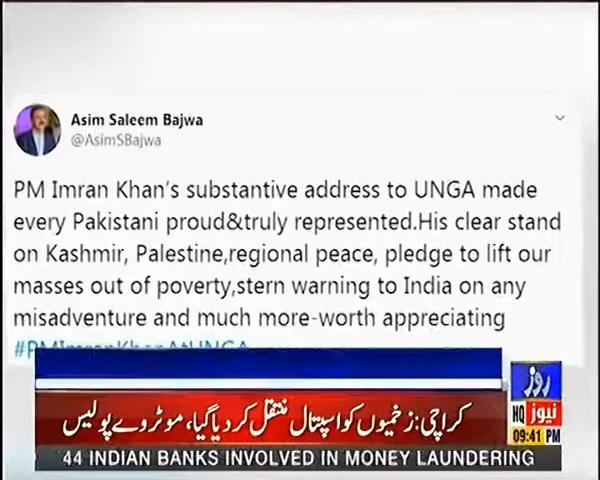 Asim Saleem Bajwa
@AsimSBajwa
PM Imran Khan's substantive address to UNGA made
every Pakistani proud&truly represented.His clear stand
on Kashmir, Palestine,regional peace, pledge to lift our
masses out of poverty,stern warning to India on any
misadventure and much more-worth appreciating
#PMImranKhanAtUNGA
روز
HQ نیوز
کراچی: زخمیوں کو اسپتال منتقل کر دیا گیا، موٹر وے پولیس
09:41 PM
44 INDIAN BANKS INVOLVED IN MONEY LAUNDERING